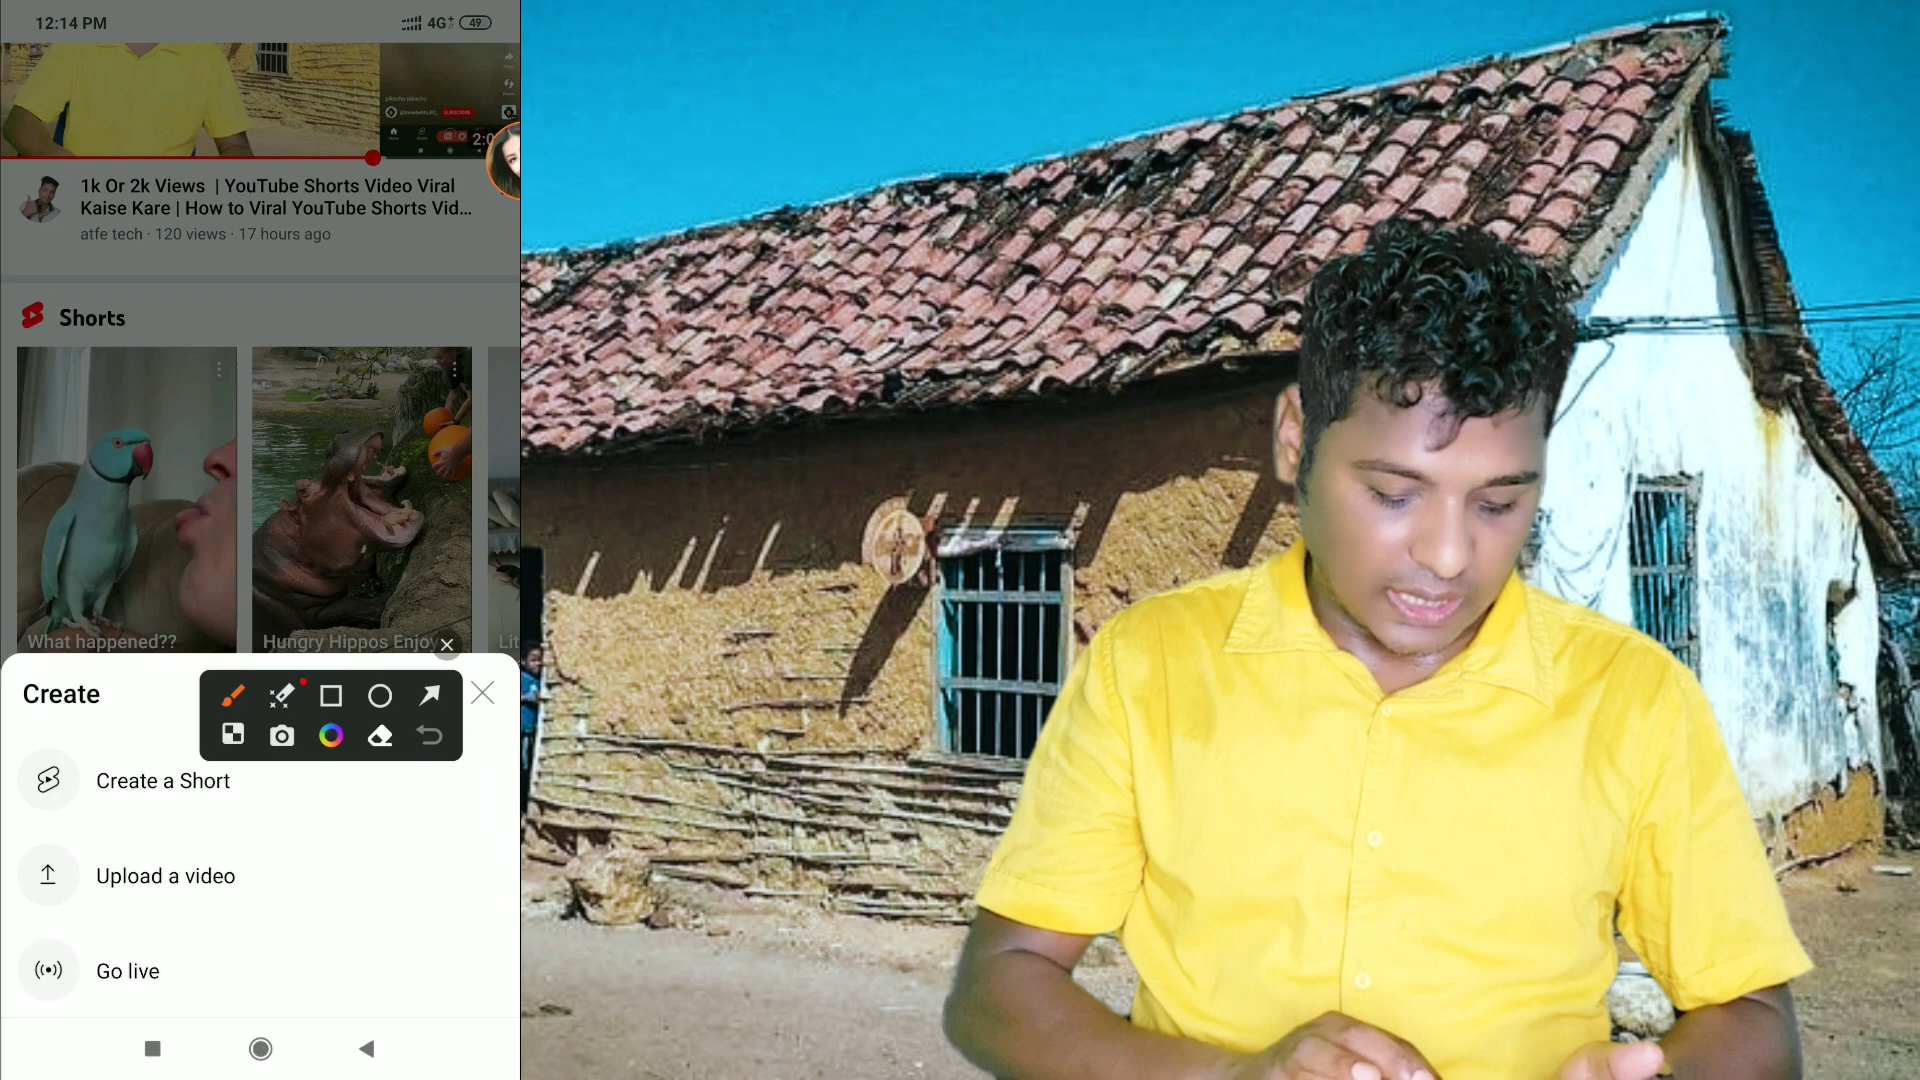 12:14 PM
4G+
49
SUBSCRIBE
1k Or 2k Views | YouTube Shorts Video Viral
Kaise Kare | How to Viral YouTube Shorts Vid...
atfe tech · 120 views · 17 hours ago
Shorts
What happened??
Hungry Hippos Enjoy
Lit
Create
Create a Short
Upload a video
Go live